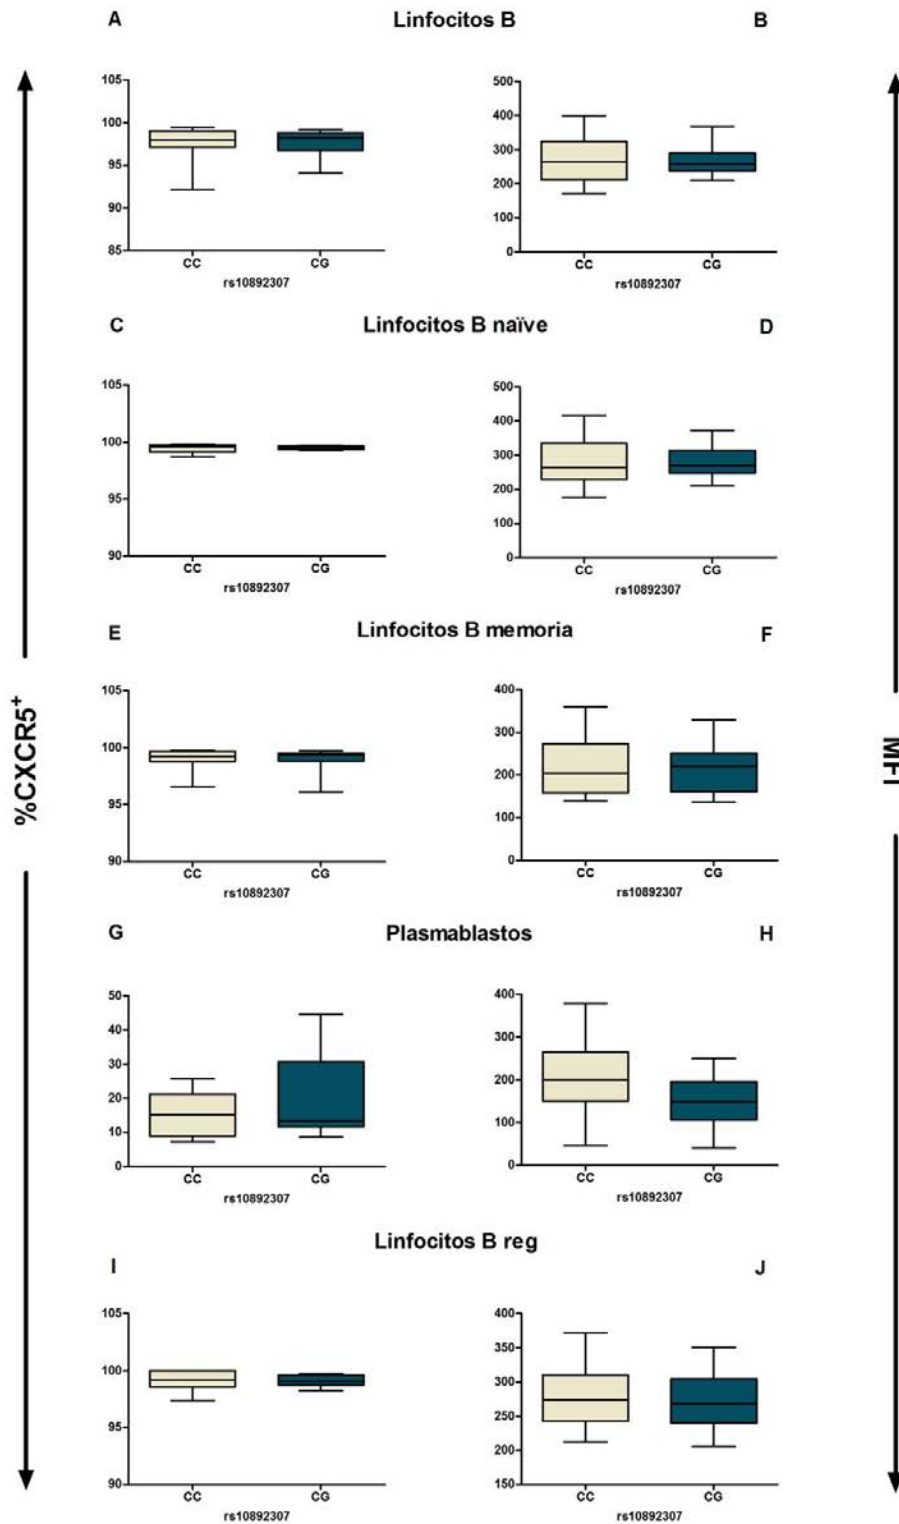 A Linfocitos B B
105
100
95
90
85
CC CG
rs10892307
500
400
300
200
100
0
CC CG
rs10892307
C Linfocitos B naïve D
105
100
95
90
CC CG
rs10892307
500
400
300
200
100
0
CC CG
rs10892307
%CXCR5+
MFI
E Linfocitos B memoria F
105
100
95
90
CC CG
rs10892307
400
300
200
100
0
CC CG
rs10892307
G Plasmablastos H
50
40
30
20
10
0
CC CG
rs10892307
400
300
200
100
0
CC CG
rs10892307
Linfocitos B reg
I J
105
100
95
90
CC CG
rs10892307
400
350
300
250
200
150
CC CG
rs10892307